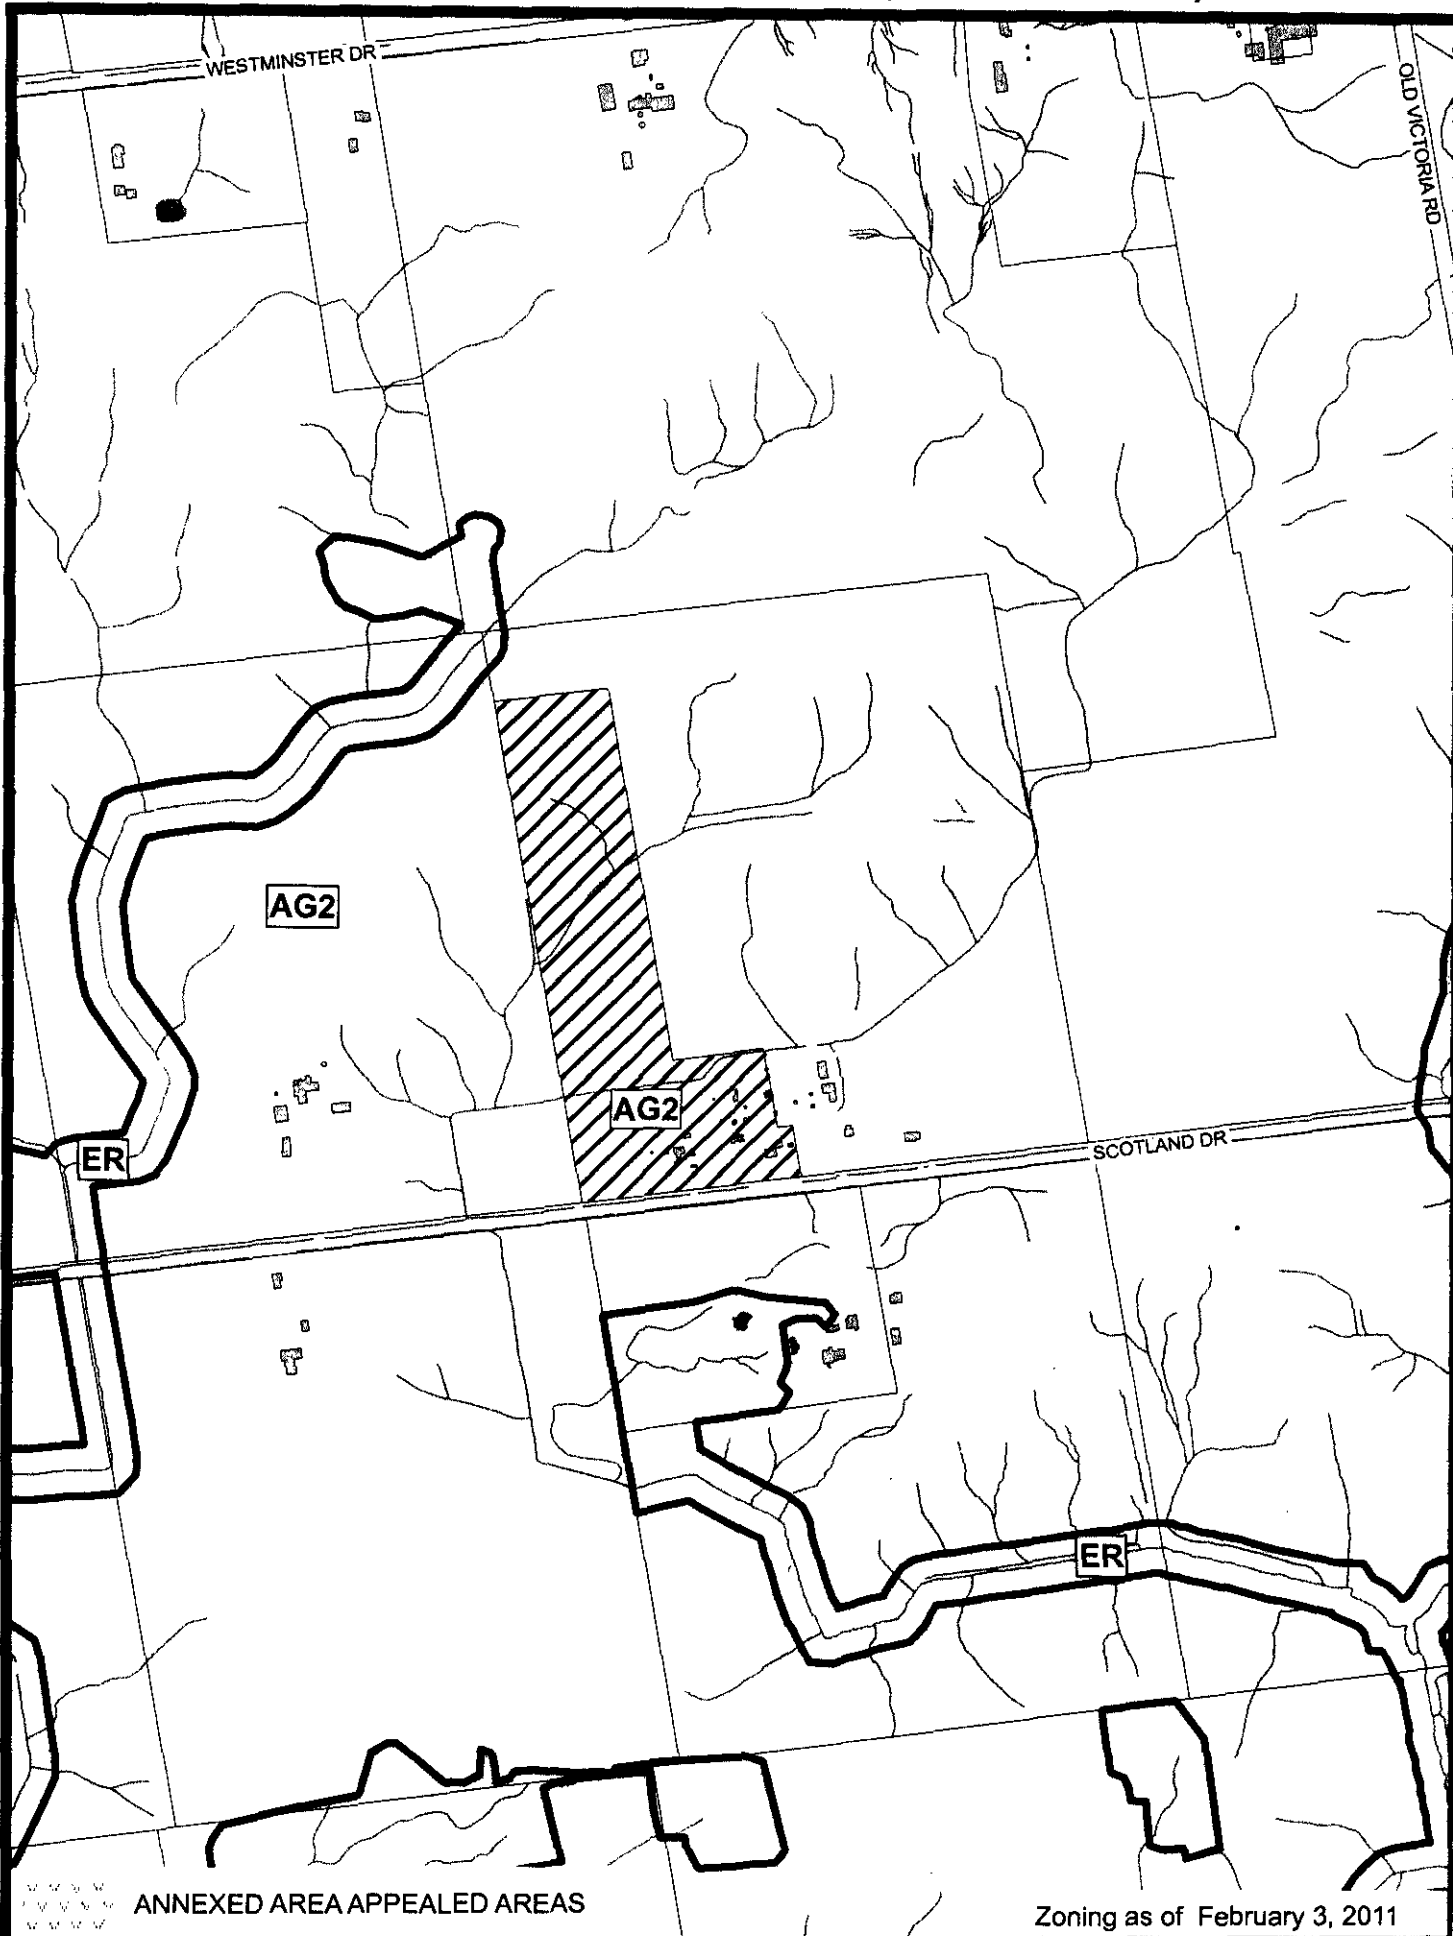 WESTMINSTER DR
OLD VICTORIA RD
AG2
AG2
SCOTLAND DR
ER
ER
ANNEXED AREA APPEALED AREAS
Zoning as of February 3, 2011